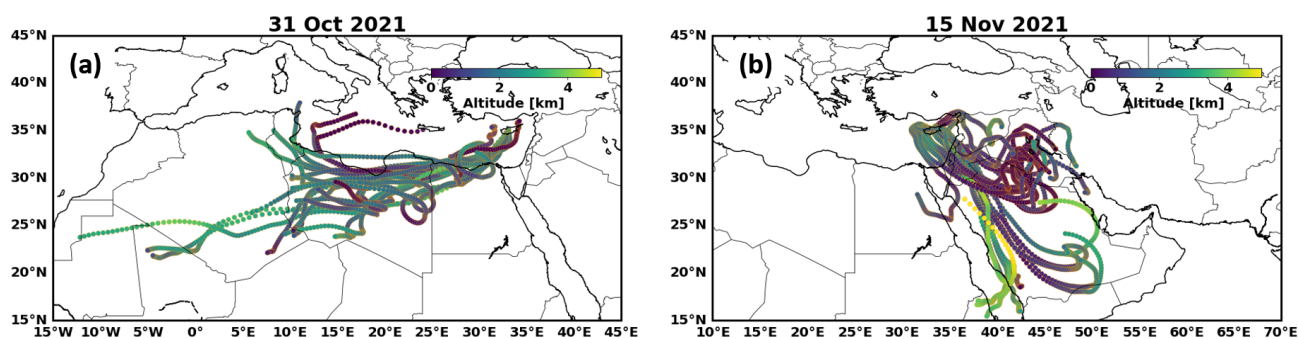 31 Oct 2021
(a)
45°N
40°N
35°N
30°N
25°N
20°N
15°N
0 2 4
Altitude [km]
15°W 10°W 5°W 0° 5°E 10°E 15°E 20°E 25°E 30°E 35°E 40°E 45°E
15 Nov 2021
(b)
45°N
40°N
35°N
30°N
25°N
20°N
15°N
0 2 4
Altitude [km]
10°E 15°E 20°E 25°E 30°E 35°E 40°E 45°E 50°E 55°E 60°E 65°E 70°E